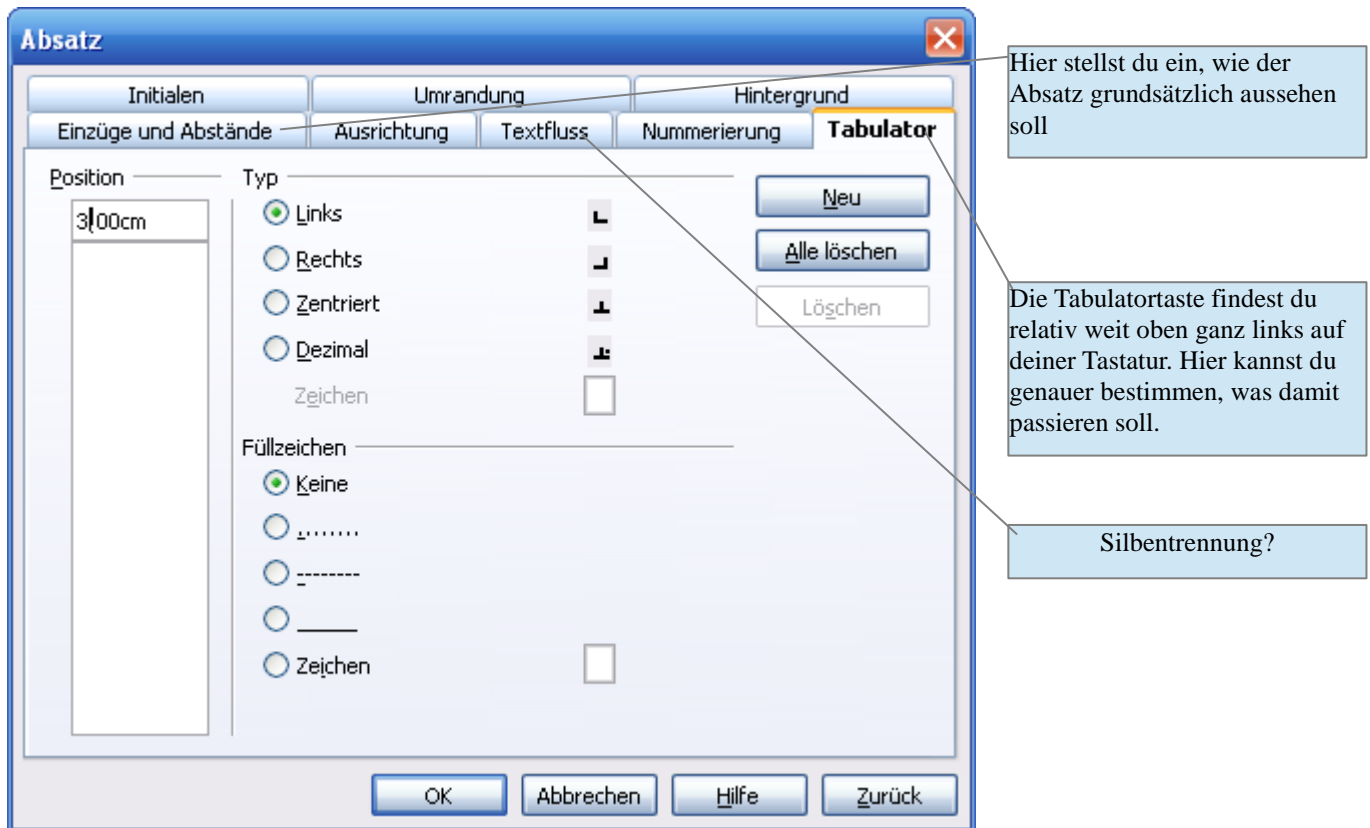 Absatz
Initialen Umrandung Hintergrund
Einzüge und Abstände Ausrichtung Textfluss Nummerierung Tabulator
Position
3,00cm
Typ
Links
Rechts
Zentriert
Dezimal
Zeichen
Füllzeichen
Keine
........
--------
______
Zeichen
Neu
Alle löschen
Löschen
OK Abbrechen Hilfe Zurück
Hier stellst du ein, wie der
Absatz grundsätzlich aussehen
soll
Die Tabulatortaste findest du
relativ weit oben ganz links auf
deiner Tastatur. Hier kannst du
genauer bestimmen, was damit
passieren soll.
Silbentrennung?